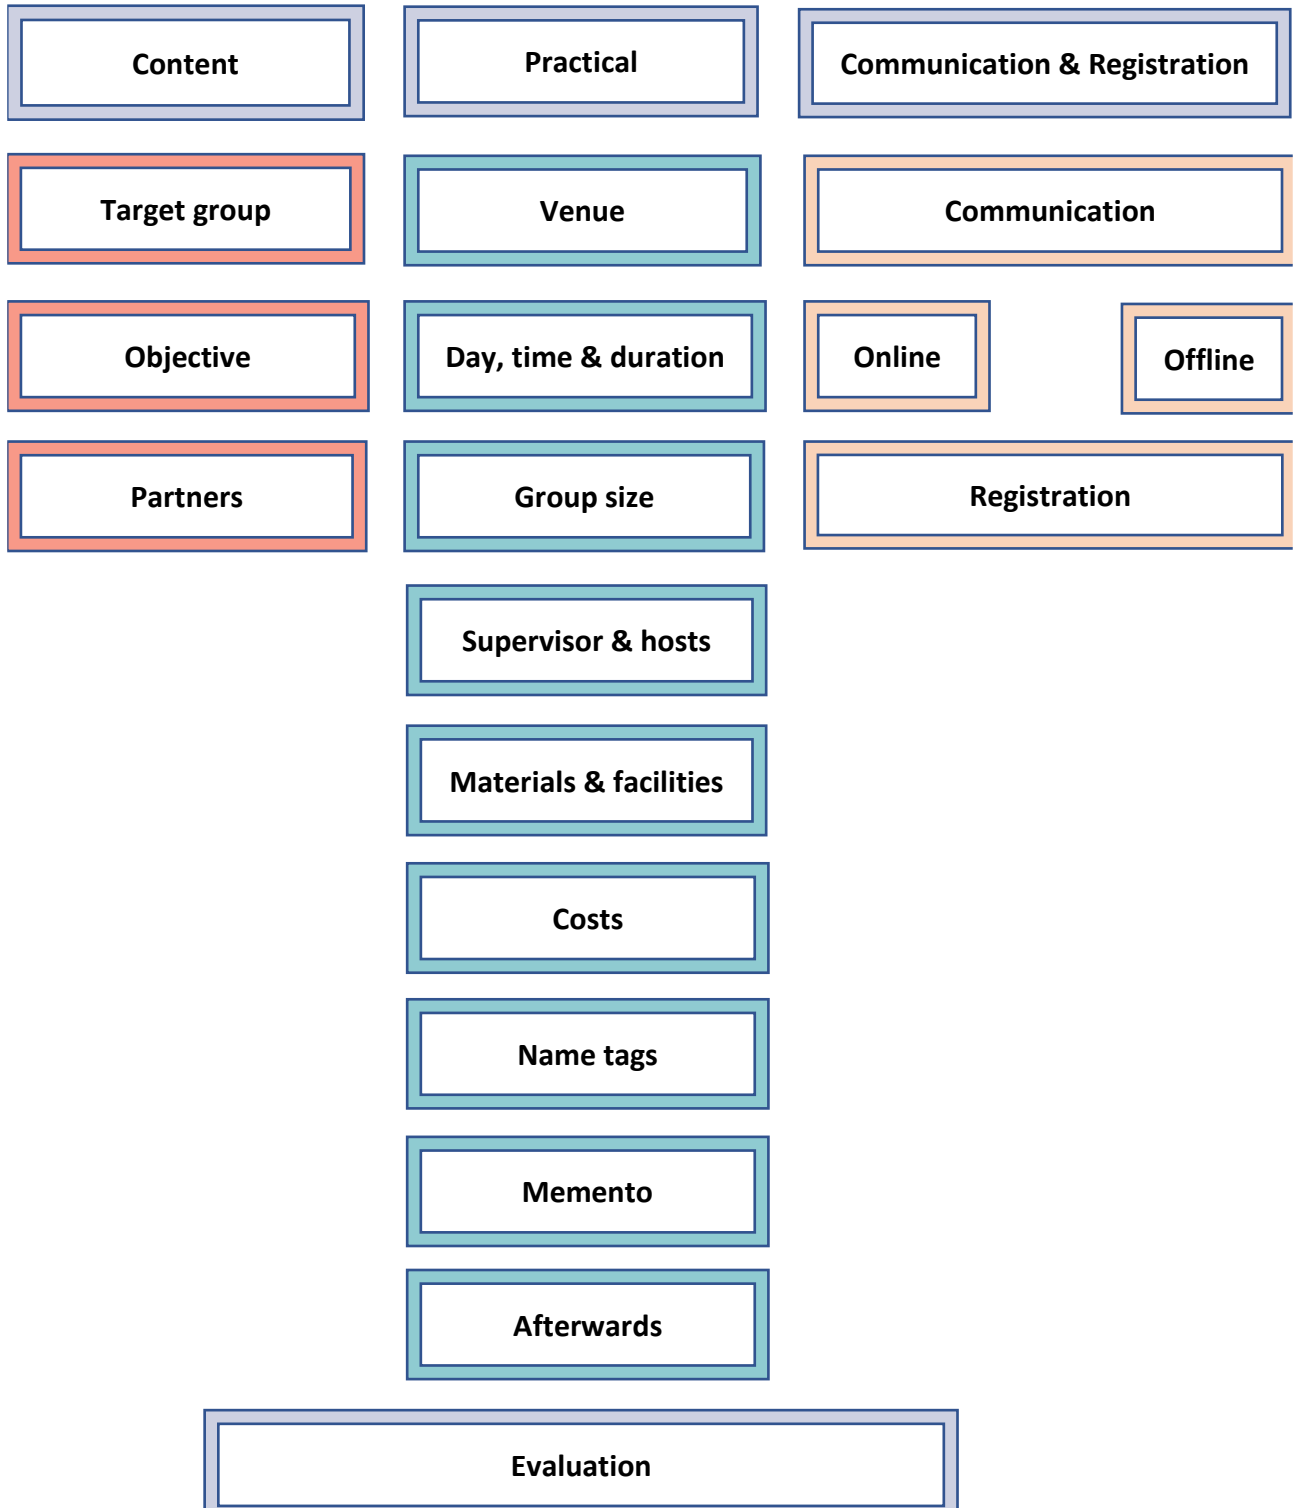 Content
Practical
Communication & Registration
Target group
Venue
Communication
Objective
Day, time & duration
Online
Offline
Partners
Group size
Registration
Supervisor & hosts
Materials & facilities
Costs
Name tags
Memento
Afterwards
Evaluation